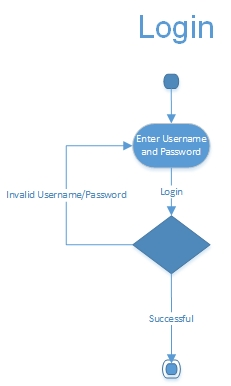 Login
Enter Username
and Password
Login
Invalid Username/Password
Successful